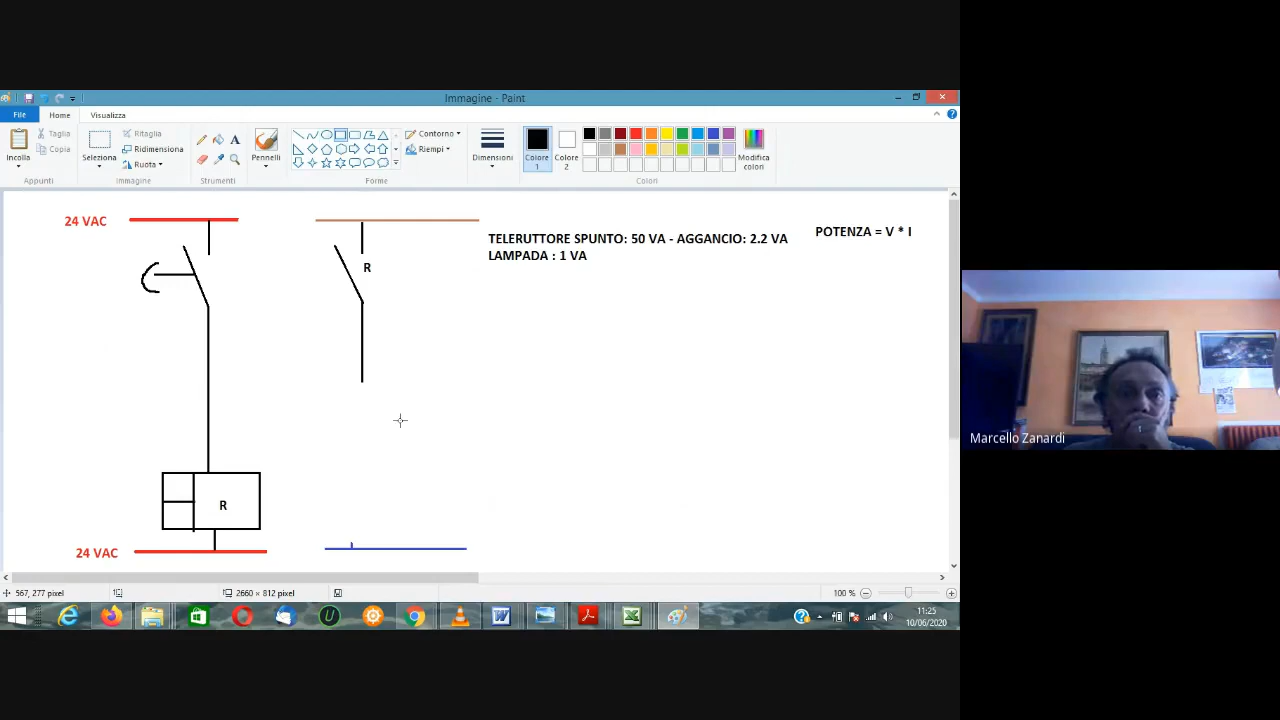 Immagine - Paint
File
Home
Visualizza
Incolla
Taglia
Copia
Appunti
Seleziona
Ritaglia
Ridimensiona
Ruota
Immagine
Strumenti
Pennelli
Contorno
Riempi
Forme
Dimensioni
Colore 1
Colore 2
Modifica colori
Colori
24 VAC
R
TELERUTTORE SPUNTO: 50 VA - AGGANCIO: 2.2 VA
LAMPADA : 1 VA
POTENZA = V * I
R
24 VAC
Marcello Zanardi
567, 277 pixel
2660 × 812 pixel
100 %
11:25
10/06/2020